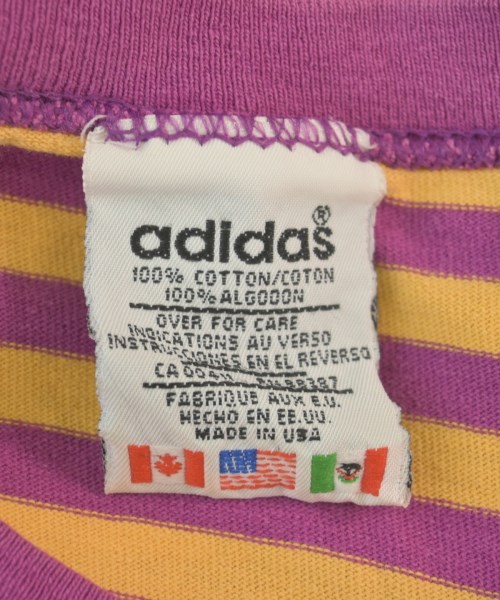 adidas®
100% COTTON/COTON
100% ALGODON
OVER FOR CARE
INDICATIONS AU VERSO
INSTRUCCIONES EN EL REVERSO
CA
FABRIQUE AUX E.U.
HECHO EN EE.UU.
MADE IN USA